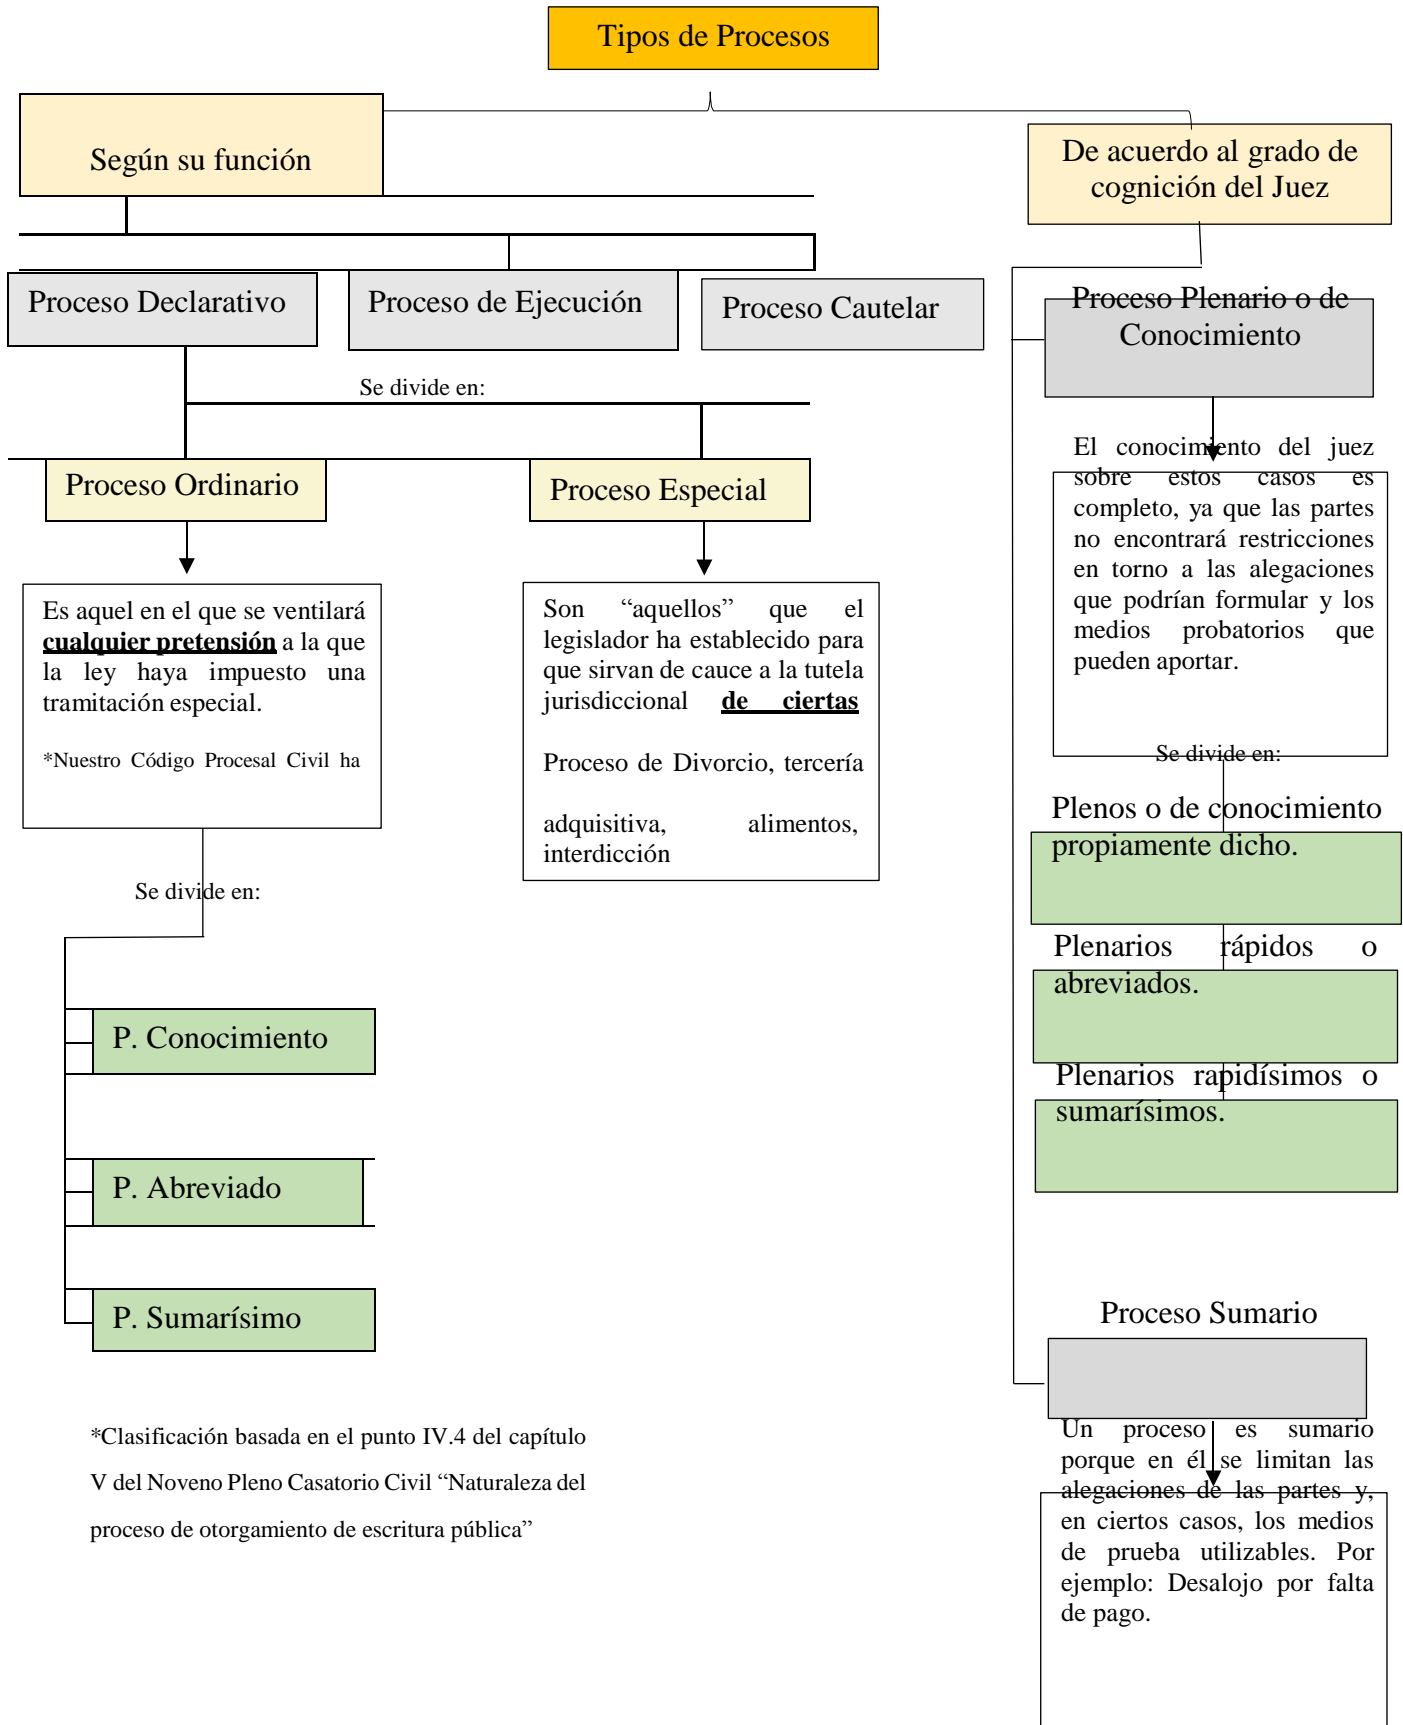 Tipos de Procesos
Según su función
De acuerdo al grado de
cognición del Juez
Proceso Declarativo
Proceso de Ejecución
Proceso Cautelar
Se divide en:
Proceso Ordinario
Proceso Especial
Es aquel en el que se ventilará
cualquier pretensión a la que
la ley haya impuesto una
tramitación especial.
*Nuestro Código Procesal Civil ha
Son “aquellos” que el
legislador ha establecido para
que sirvan de cauce a la tutela
jurisdiccional de ciertas
Proceso de Divorcio, tercería
adquisitiva, alimentos,
interdicción
Se divide en:
P. Conocimiento
P. Abreviado
P. Sumarísimo
*Clasificación basada en el punto IV.4 del capítulo
V del Noveno Pleno Casatorio Civil “Naturaleza del
proceso de otorgamiento de escritura pública”
Proceso Plenario o de
Conocimiento
El conocimiento del juez
sobre estos casos es
completo, ya que las partes
no encontrará restricciones
en torno a las alegaciones
que podrían formular y los
medios probatorios que
pueden aportar.
Se divide en:
Plenos o de conocimiento
propiamente dicho.
Plenarios rápidos o
abreviados.
Plenarios rapidísimos o
sumarísimos.
Proceso Sumario
Un proceso es sumario
porque en él se limitan las
alegaciones de las partes y,
en ciertos casos, los medios
de prueba utilizables. Por
ejemplo: Desalojo por falta
de pago.